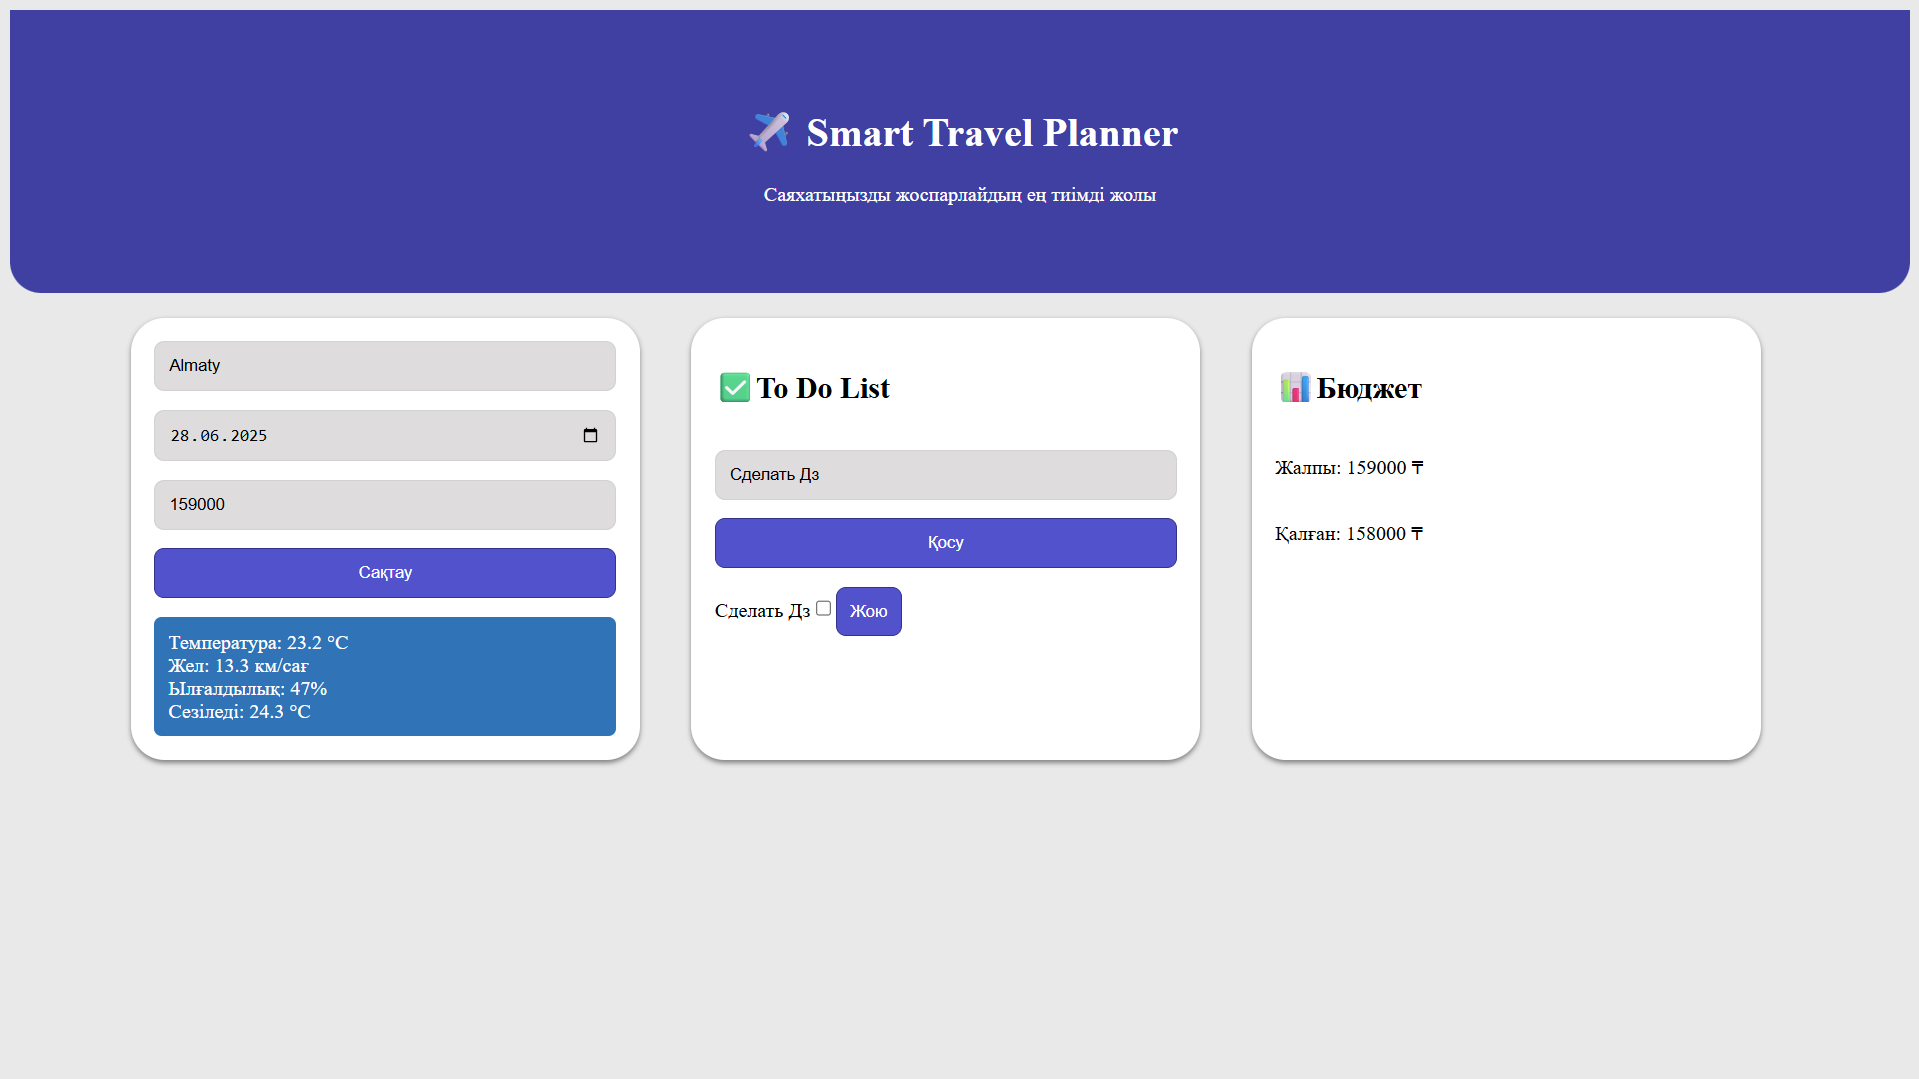 ✈️ Smart Travel Planner
Саяхатыңызды жоспарлайдың ең тиімді жолы
Almaty
28.06.2025
159000
Сақтау
Температура: 23.2 °C
Жел: 13.3 км/сағ
Ылғалдылық: 47%
Сезіледі: 24.3 °C
✅ To Do List
Сделать Дз
Қосу
Сделать Дз Жою
📊 Бюджет
Жалпы: 159000 ₸
Қалған: 158000 ₸